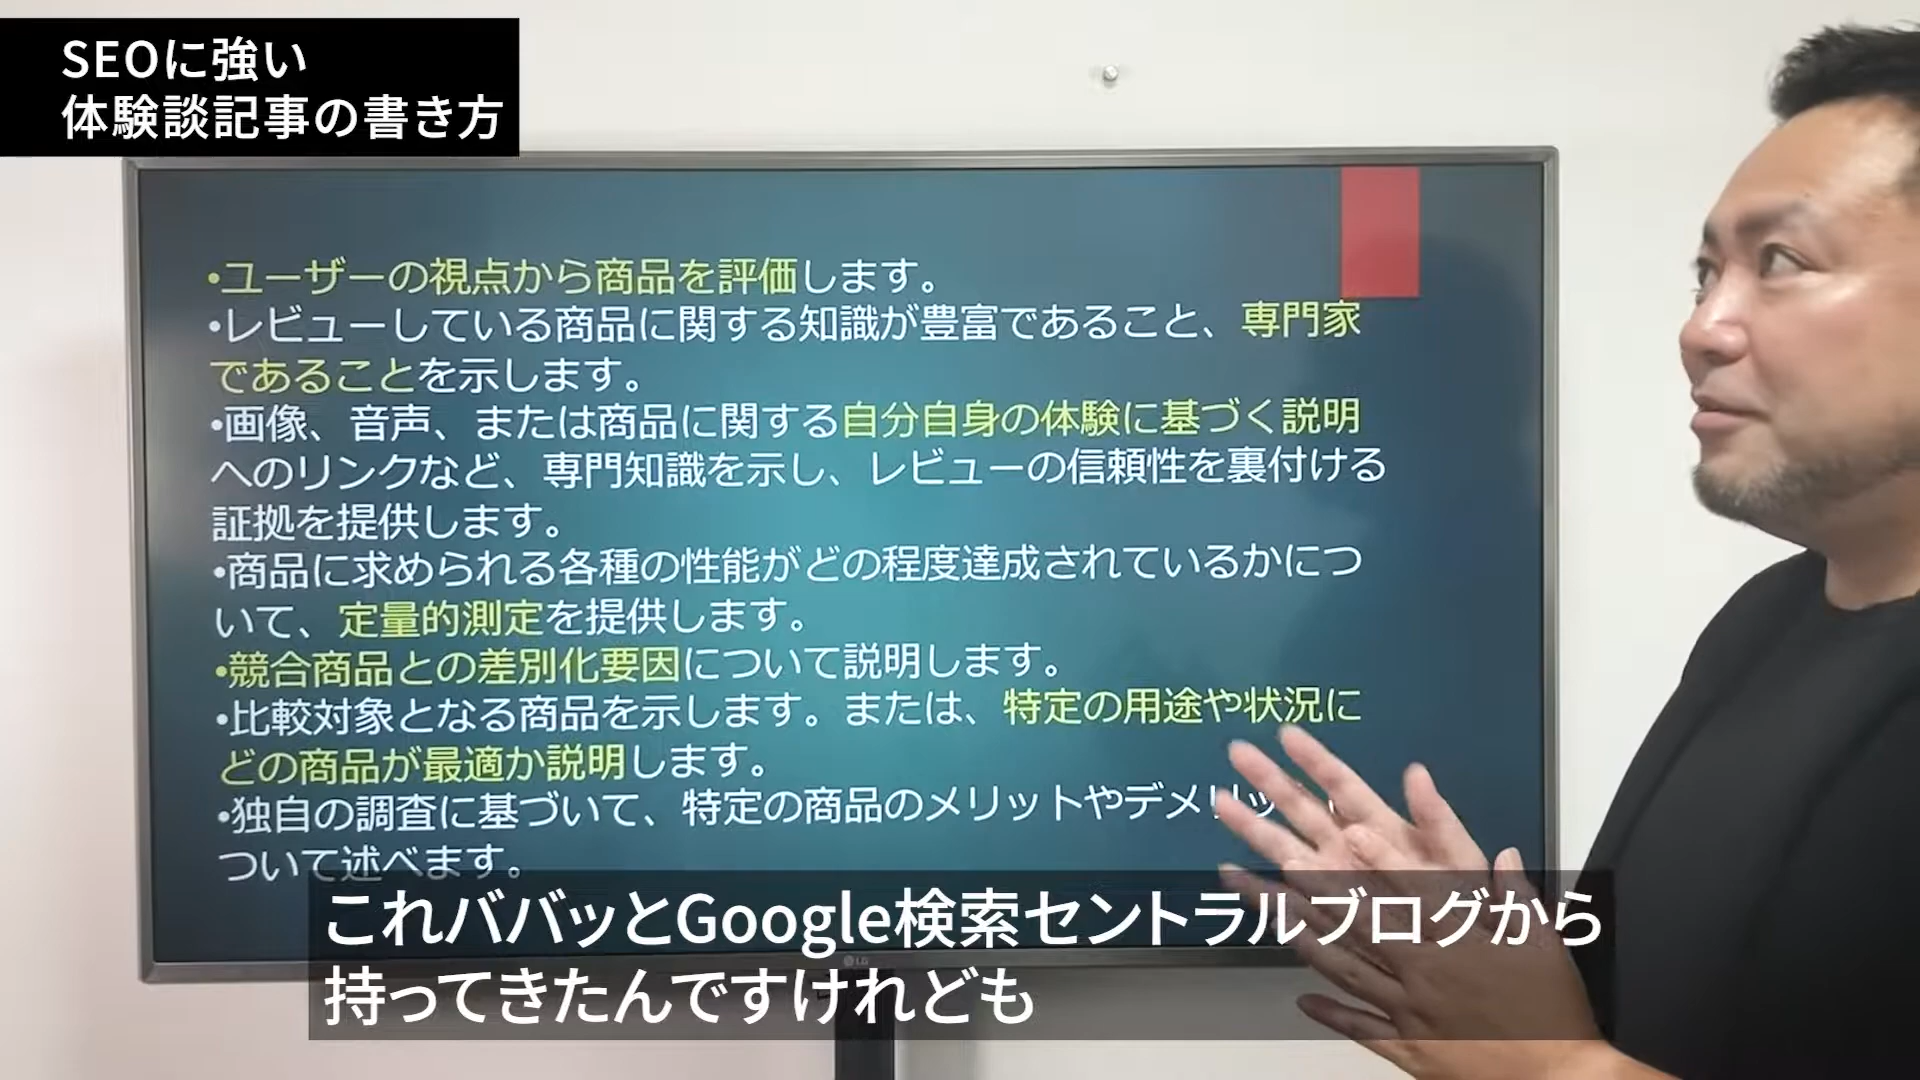 SEOに強い
体験談記事の書き方
•ユーザーの視点から商品を評価します。
•レビューしている商品に関する知識が豊富であること、専門家
であることを示します。
•画像、音声、または商品に関する自分自身の体験に基づく説明
へのリンクなど、専門知識を示し、レビューの信頼性を裏付ける
証拠を提供します。
•商品に求められる各種の性能がどの程度達成されているかにつ
いて、定量的測定を提供します。
•競合商品との差別化要因について説明します。
•比較対象となる商品を示します。または、特定の用途や状況に
どの商品が最適か説明します。
•独自の調査に基づいて、特定の商品のメリットやデメリッ
ついて述べます。
LG
これババッとGoogle検索セントラルブログから
持ってきたんですけれども